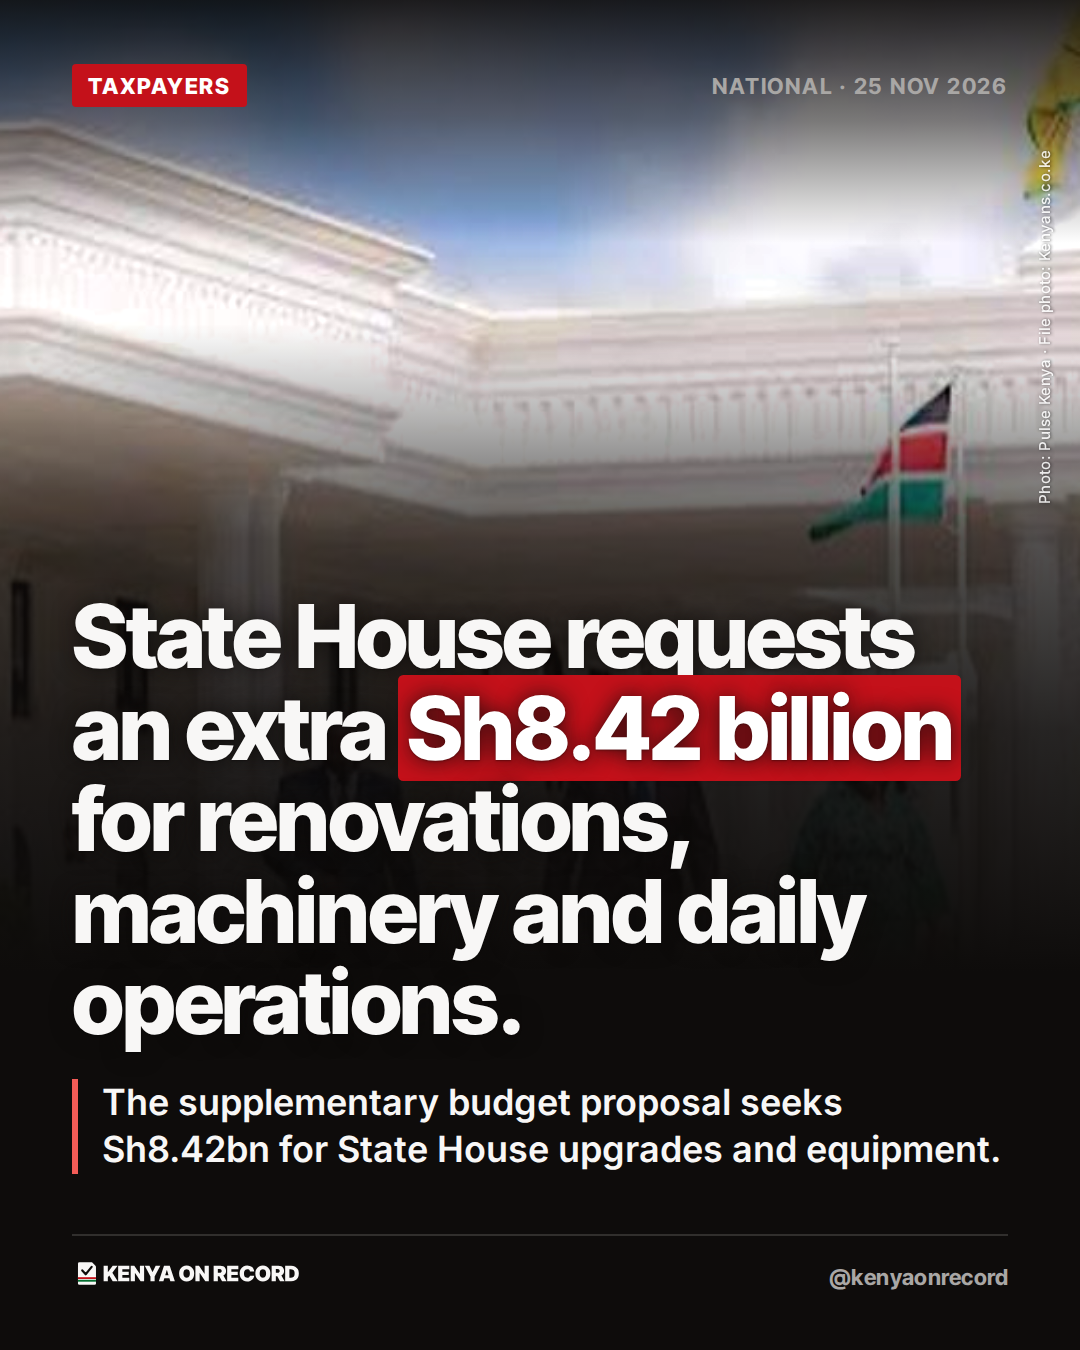 TAXPAYERS
NATIONAL · 25 NOV 2026
Photo: Pulse Kenya · File photo: Kenyans.co.ke
State House requests
an extra Sh8.42 billion
for renovations,
machinery and daily
operations.
The supplementary budget proposal seeks
Sh8.42bn for State House upgrades and equipment.
KENYA ON RECORD
@kenyaonrecord